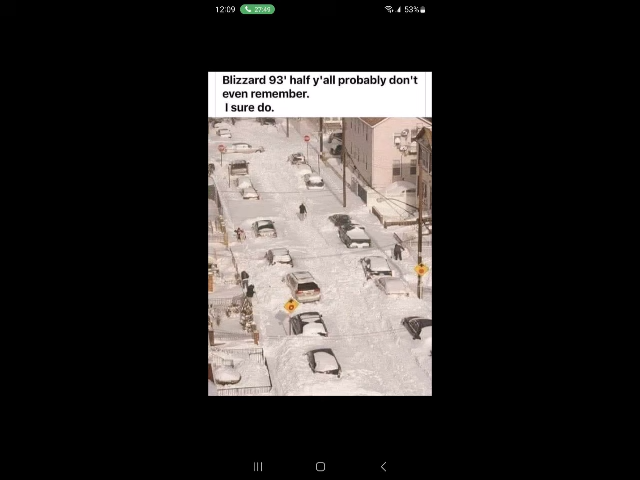 12:09 27:49 53%
Blizzard 93' half y'all probably don't
even remember.
I sure do.